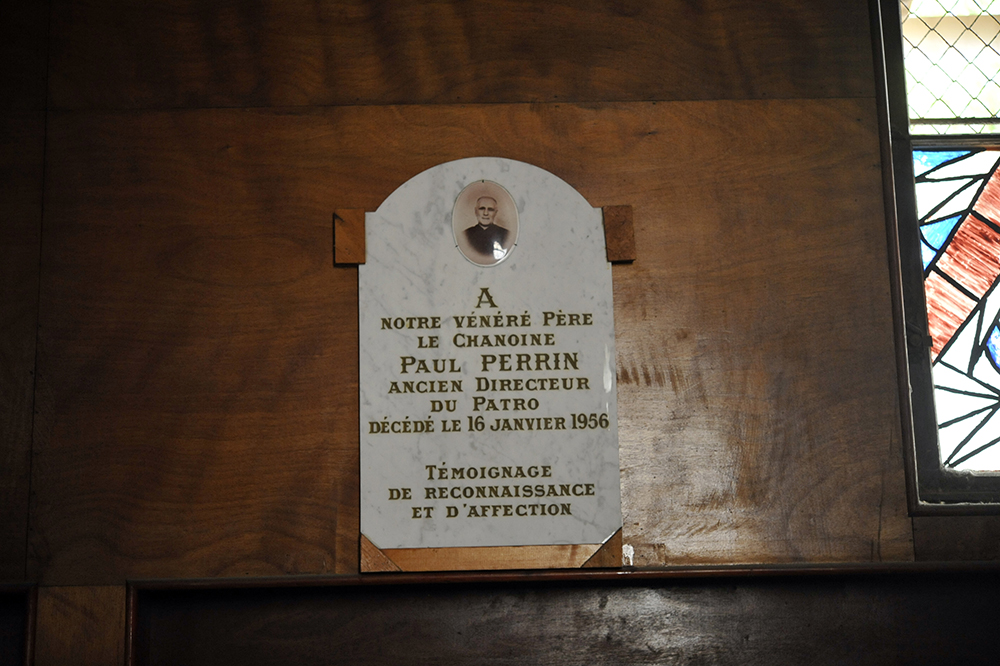 A
NOTRE VÉNÉRÉ PÈRE
LE CHANOINE
PAUL PERRIN
ANCIEN DIRECTEUR
DU PATRO
DÉCÉDÉ LE 16 JANVIER 1956
TÉMOIGNAGE
DE RECONNAISSANCE
ET D'AFFECTION